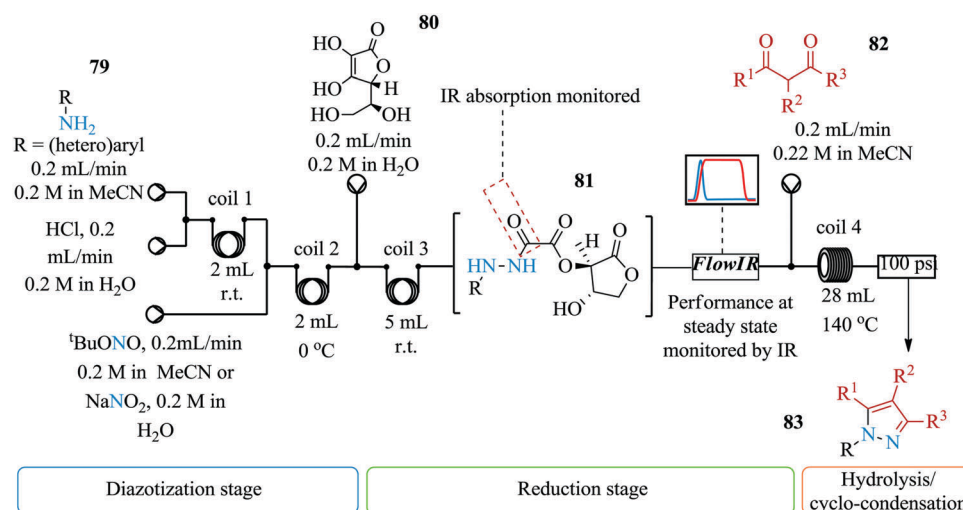 79
R
NH2
R = (hetero)aryl
0.2 mL/min
0.2 M in MeCN
HCl, 0.2
mL/min
0.2 M in H2O
tBuONO, 0.2mL/min
0.2 M in MeCN or
NaNO2, 0.2 M in
H2O
coil 1
2 mL
r.t.
coil 2
2 mL
0 oC
80
HO
O
O
HO
H
HO
OH
0.2 mL/min
0.2 M in H2O
coil 3
5 mL
r.t.
IR absorption monitored
81
O
O
H
O
HN–NH
O
O
R
HO
FlowIR
Performance at
steady state
monitored by IR
82
O
O
R1
R3
R2
0.2 mL/min
0.22 M in MeCN
coil 4
28 mL
140 oC
100 psi
83
R1
R2
R3
N
N
R
Diazotization stage
Reduction stage
Hydrolysis/
cyclo-condensation